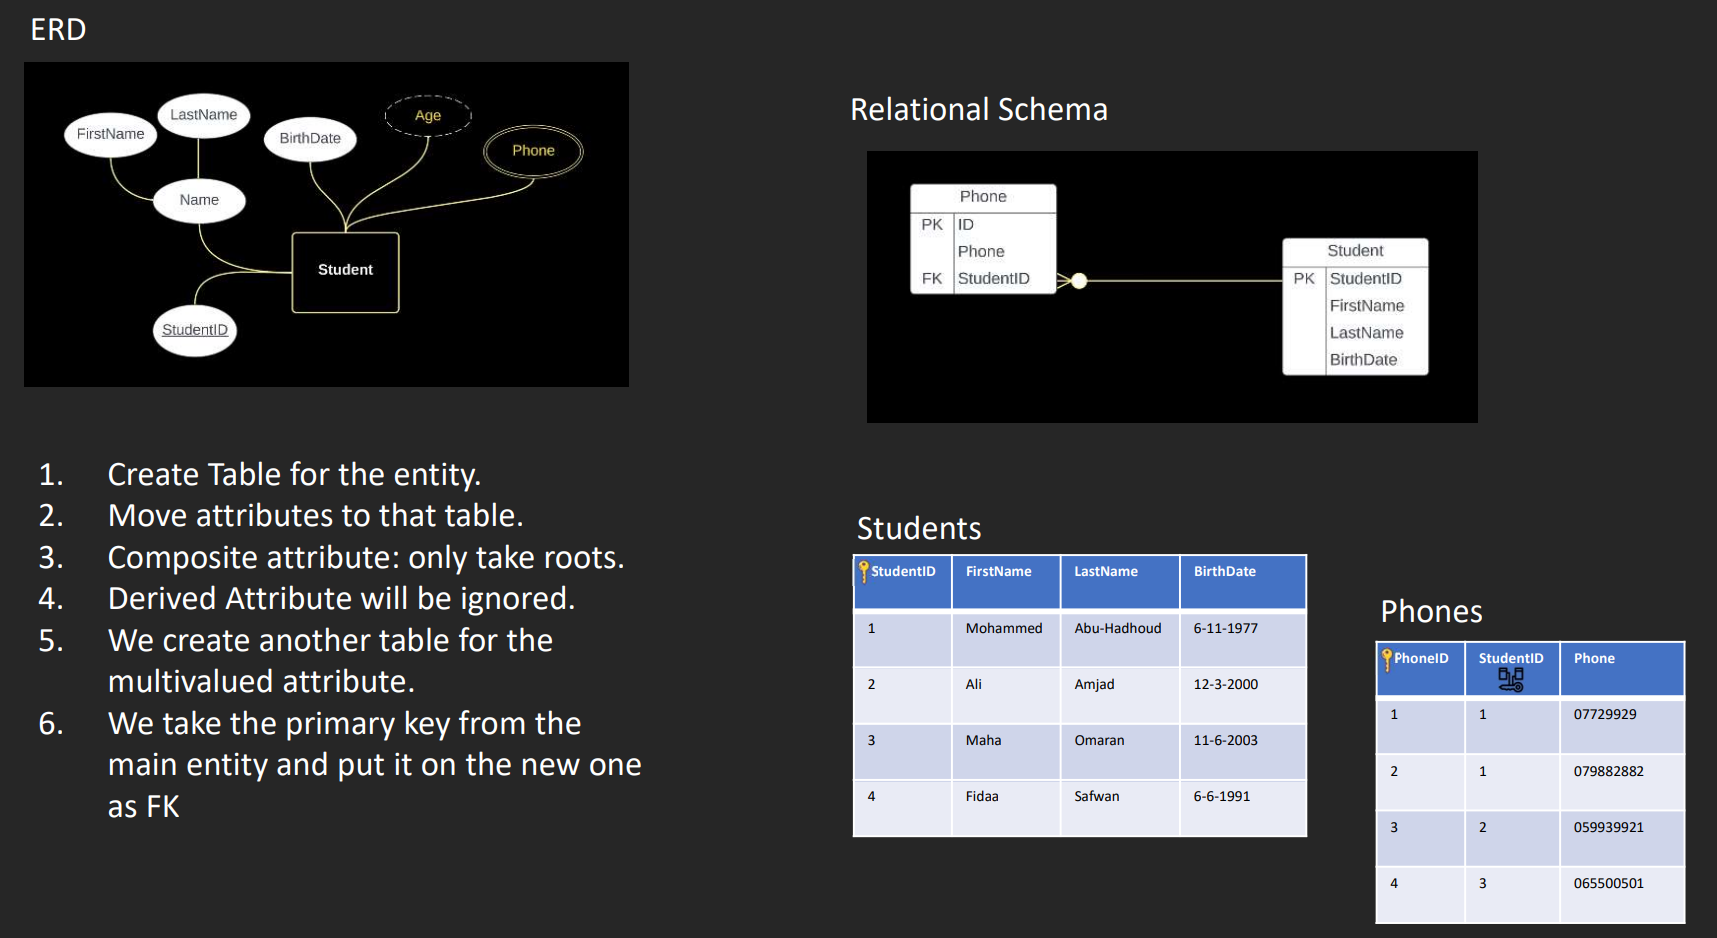 ERD
LastName
FirstName
Age
BirthDate
Phone
Name
Student
StudentID
1. Create Table for the entity.
2. Move attributes to that table.
3. Composite attribute: only take roots.
4. Derived Attribute will be ignored.
5. We create another table for the
multivalued attribute.
6. We take the primary key from the
main entity and put it on the new one
as FK
Relational Schema
Phone
PK ID
Phone
FK StudentID
Student
PK StudentID
FirstName
LastName
BirthDate
Students
StudentID FirstName LastName BirthDate
1 Mohammed Abu-Hadhoud 6-11-1977
2 Ali Amjad 12-3-2000
3 Maha Omaran 11-6-2003
4 Fidaa Safwan 6-6-1991
Phones
PhoneID StudentID Phone
1 1 07729929
2 1 079882882
3 2 059939921
4 3 065500501